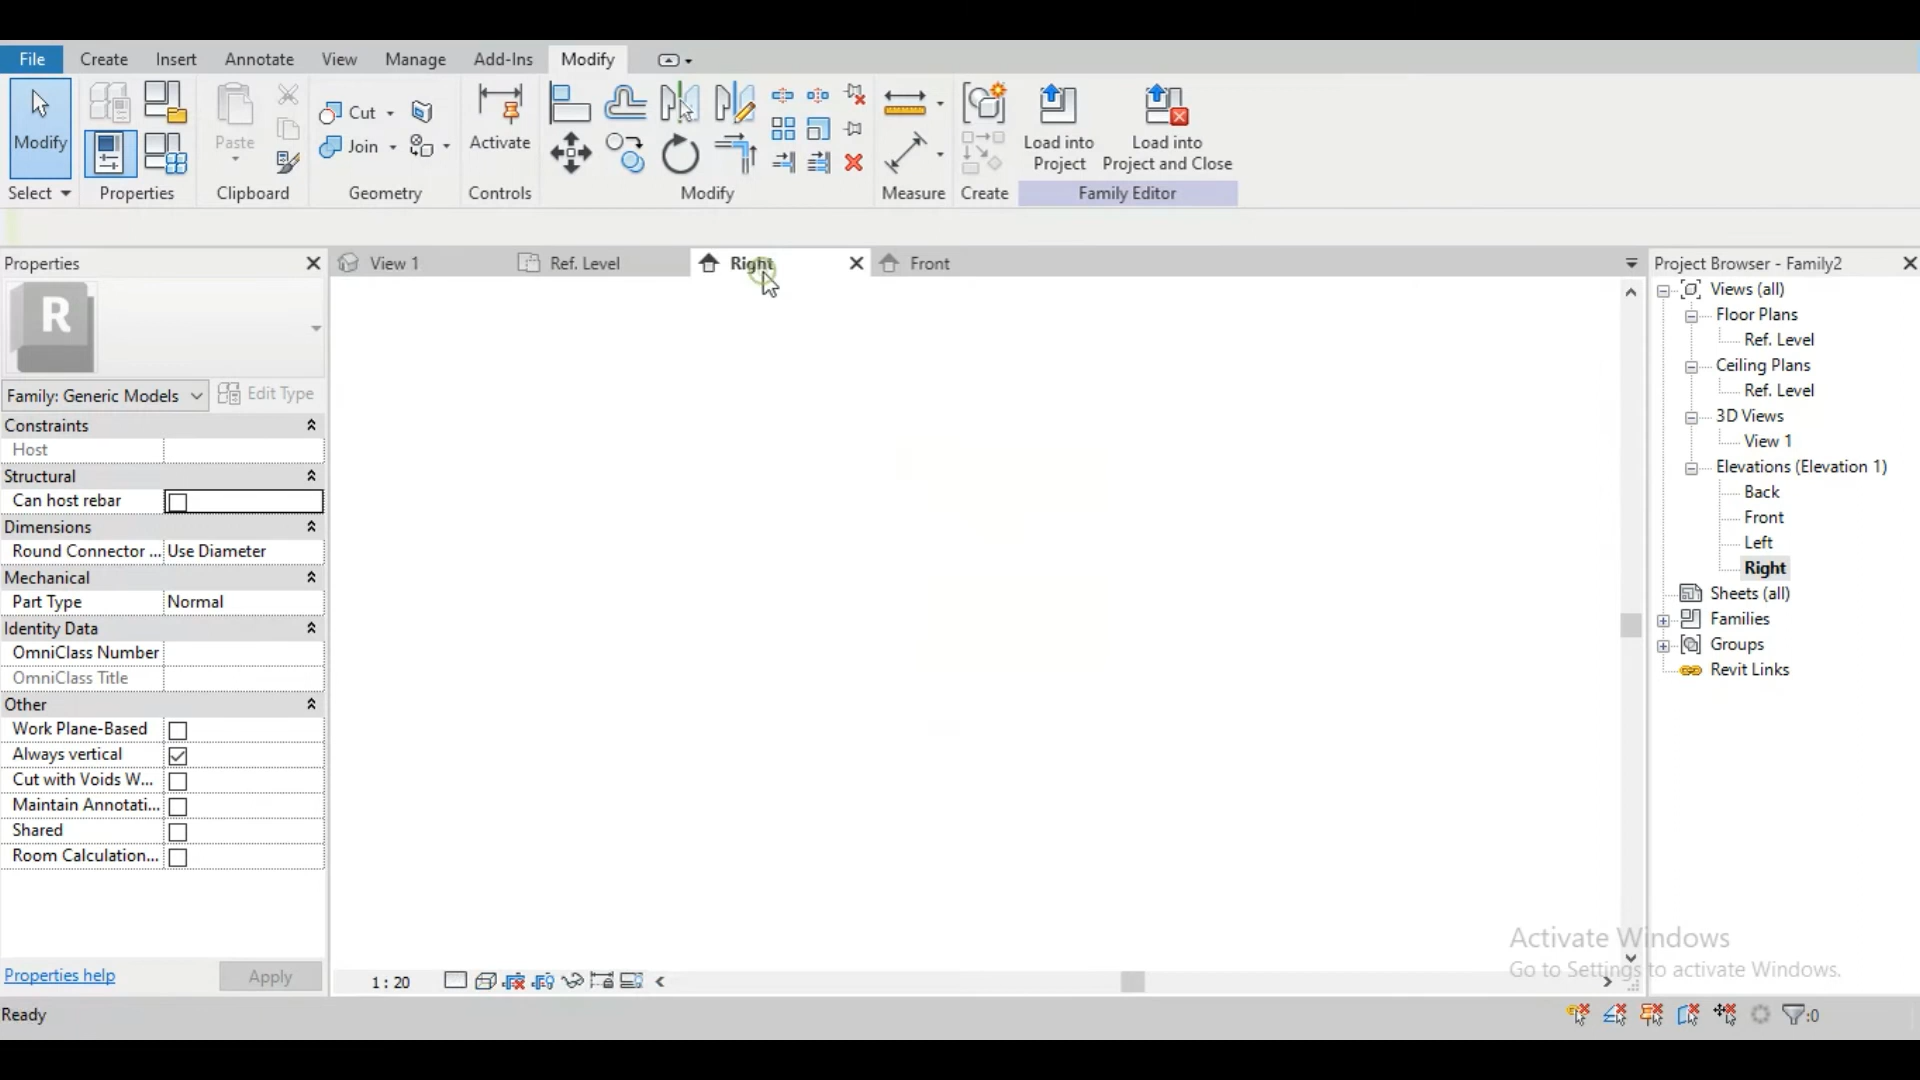 File Create Insert Annotate View Manage Add-Ins Modify
Modify
Paste
Cut
Join
Activate
Load into Project
Load into Project and Close
Select Properties Clipboard Geometry Controls Modify Measure Create Family Editor
Properties
View 1 Ref. Level Right Front
Project Browser - Family2
R
Family: Generic Models Edit Type
Constraints
Host
Structural
Can host rebar
Dimensions
Round Connector ... Use Diameter
Mechanical
Part Type Normal
Identity Data
OmniClass Number
OmniClass Title
Other
Work Plane-Based
Always vertical
Cut with Voids W...
Maintain Annotati...
Shared
Room Calculation...
Properties help Apply
Views (all)
Floor Plans
Ref. Level
Ceiling Plans
Ref. Level
3D Views
View 1
Elevations (Elevation 1)
Back
Front
Left
Right
Sheets (all)
Families
Groups
Revit Links
Activate Windows
Go to Settings to activate Windows.
1 : 20
Ready
:0